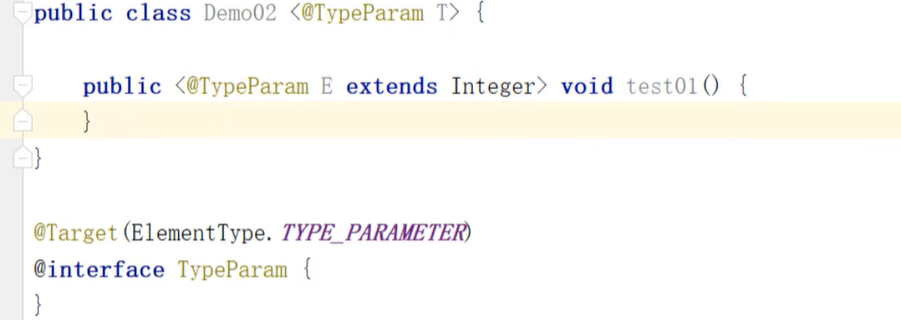 public class Demo02 <@TypeParam T> {
public <@TypeParam E extends Integer> void test01() {
}
}
@Target(ElementType.TYPE_PARAMETER)
@interface TypeParam {
}